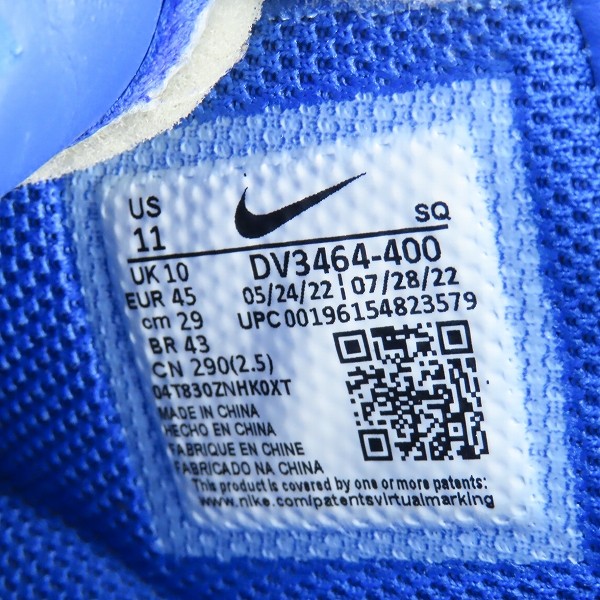 US
11
SQ
UK 10
DV3464-400
EUR 45
05/24/22 | 07/28/22
cm 29
UPC 00196154823579
BR 43
CN 290(2.5)
04T830ZNHK0XT
MADE IN CHINA
HECHO EN CHINA
FABRIQUE EN CHINE
FABRICADO NA CHINA
This product is covered by one or more patents:
www.nike.com/patentsvirtualmarking